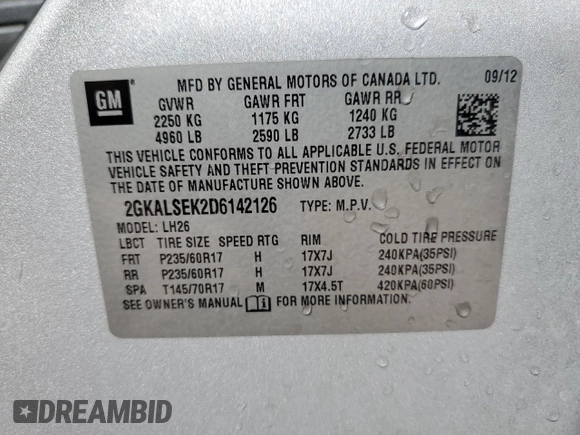 GM
MFD BY GENERAL MOTORS OF CANADA LTD. 09/12
GVWR GAWR FRT GAWR RR
2250 KG 1175 KG 1240 KG
4960 LB 2590 LB 2733 LB
THIS VEHICLE CONFORMS TO ALL APPLICABLE U.S. FEDERAL MOTOR
VEHICLE SAFETY AND THEFT PREVENTION STANDARDS IN EFFECT ON
THE DATE OF MANUFACTURE SHOWN ABOVE.
2GKALSEK2D6142126 TYPE: M.P.V.
MODEL: LH26
LBCT TIRE SIZE SPEED RTG RIM COLD TIRE PRESSURE
FRT P235/60R17 H 17X7J 240KPA(35PSI)
RR P235/60R17 H 17X7J 240KPA(35PSI)
SPA T145/70R17 M 17X4.5T 420KPA(60PSI)
SEE OWNER'S MANUAL FOR MORE INFORMATION.
DREAMBID